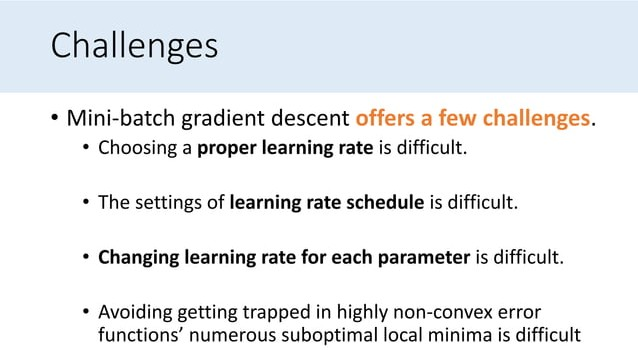 Challenges
• Mini-batch gradient descent offers a few challenges.
• Choosing a proper learning rate is difficult.
• The settings of learning rate schedule is difficult.
• Changing learning rate for each parameter is difficult.
• Avoiding getting trapped in highly non-convex error
functions’ numerous suboptimal local minima is difficult